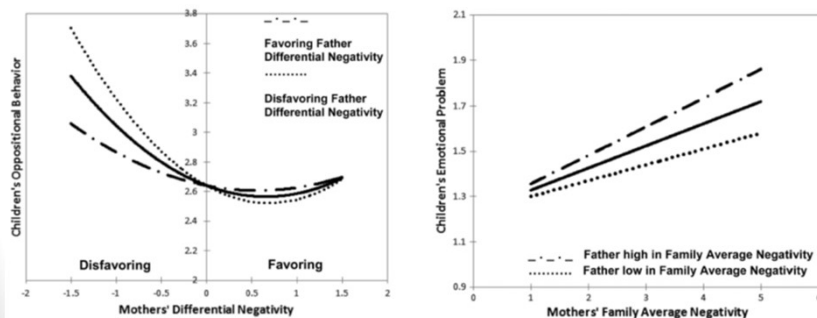 Children's Oppositional Behavior
3.8
3.6
3.4
3.2
3
2.8
2.6
2.4
2.2
2
Favoring Father
Differential Negativity
Disfavoring Father
Differential Negativity
Disfavoring
Favoring
-2
-1.5
-1
-0.5
0
0.5
1
1.5
2
Mothers' Differential Negativity
Children's Emotional Problem
2.1
1.9
1.7
1.5
1.3
1.1
0.9
Father high in Family Average Negativity
Father low in Family Average Negativity
0
1
2
3
4
5
Mothers' Family Average Negativity